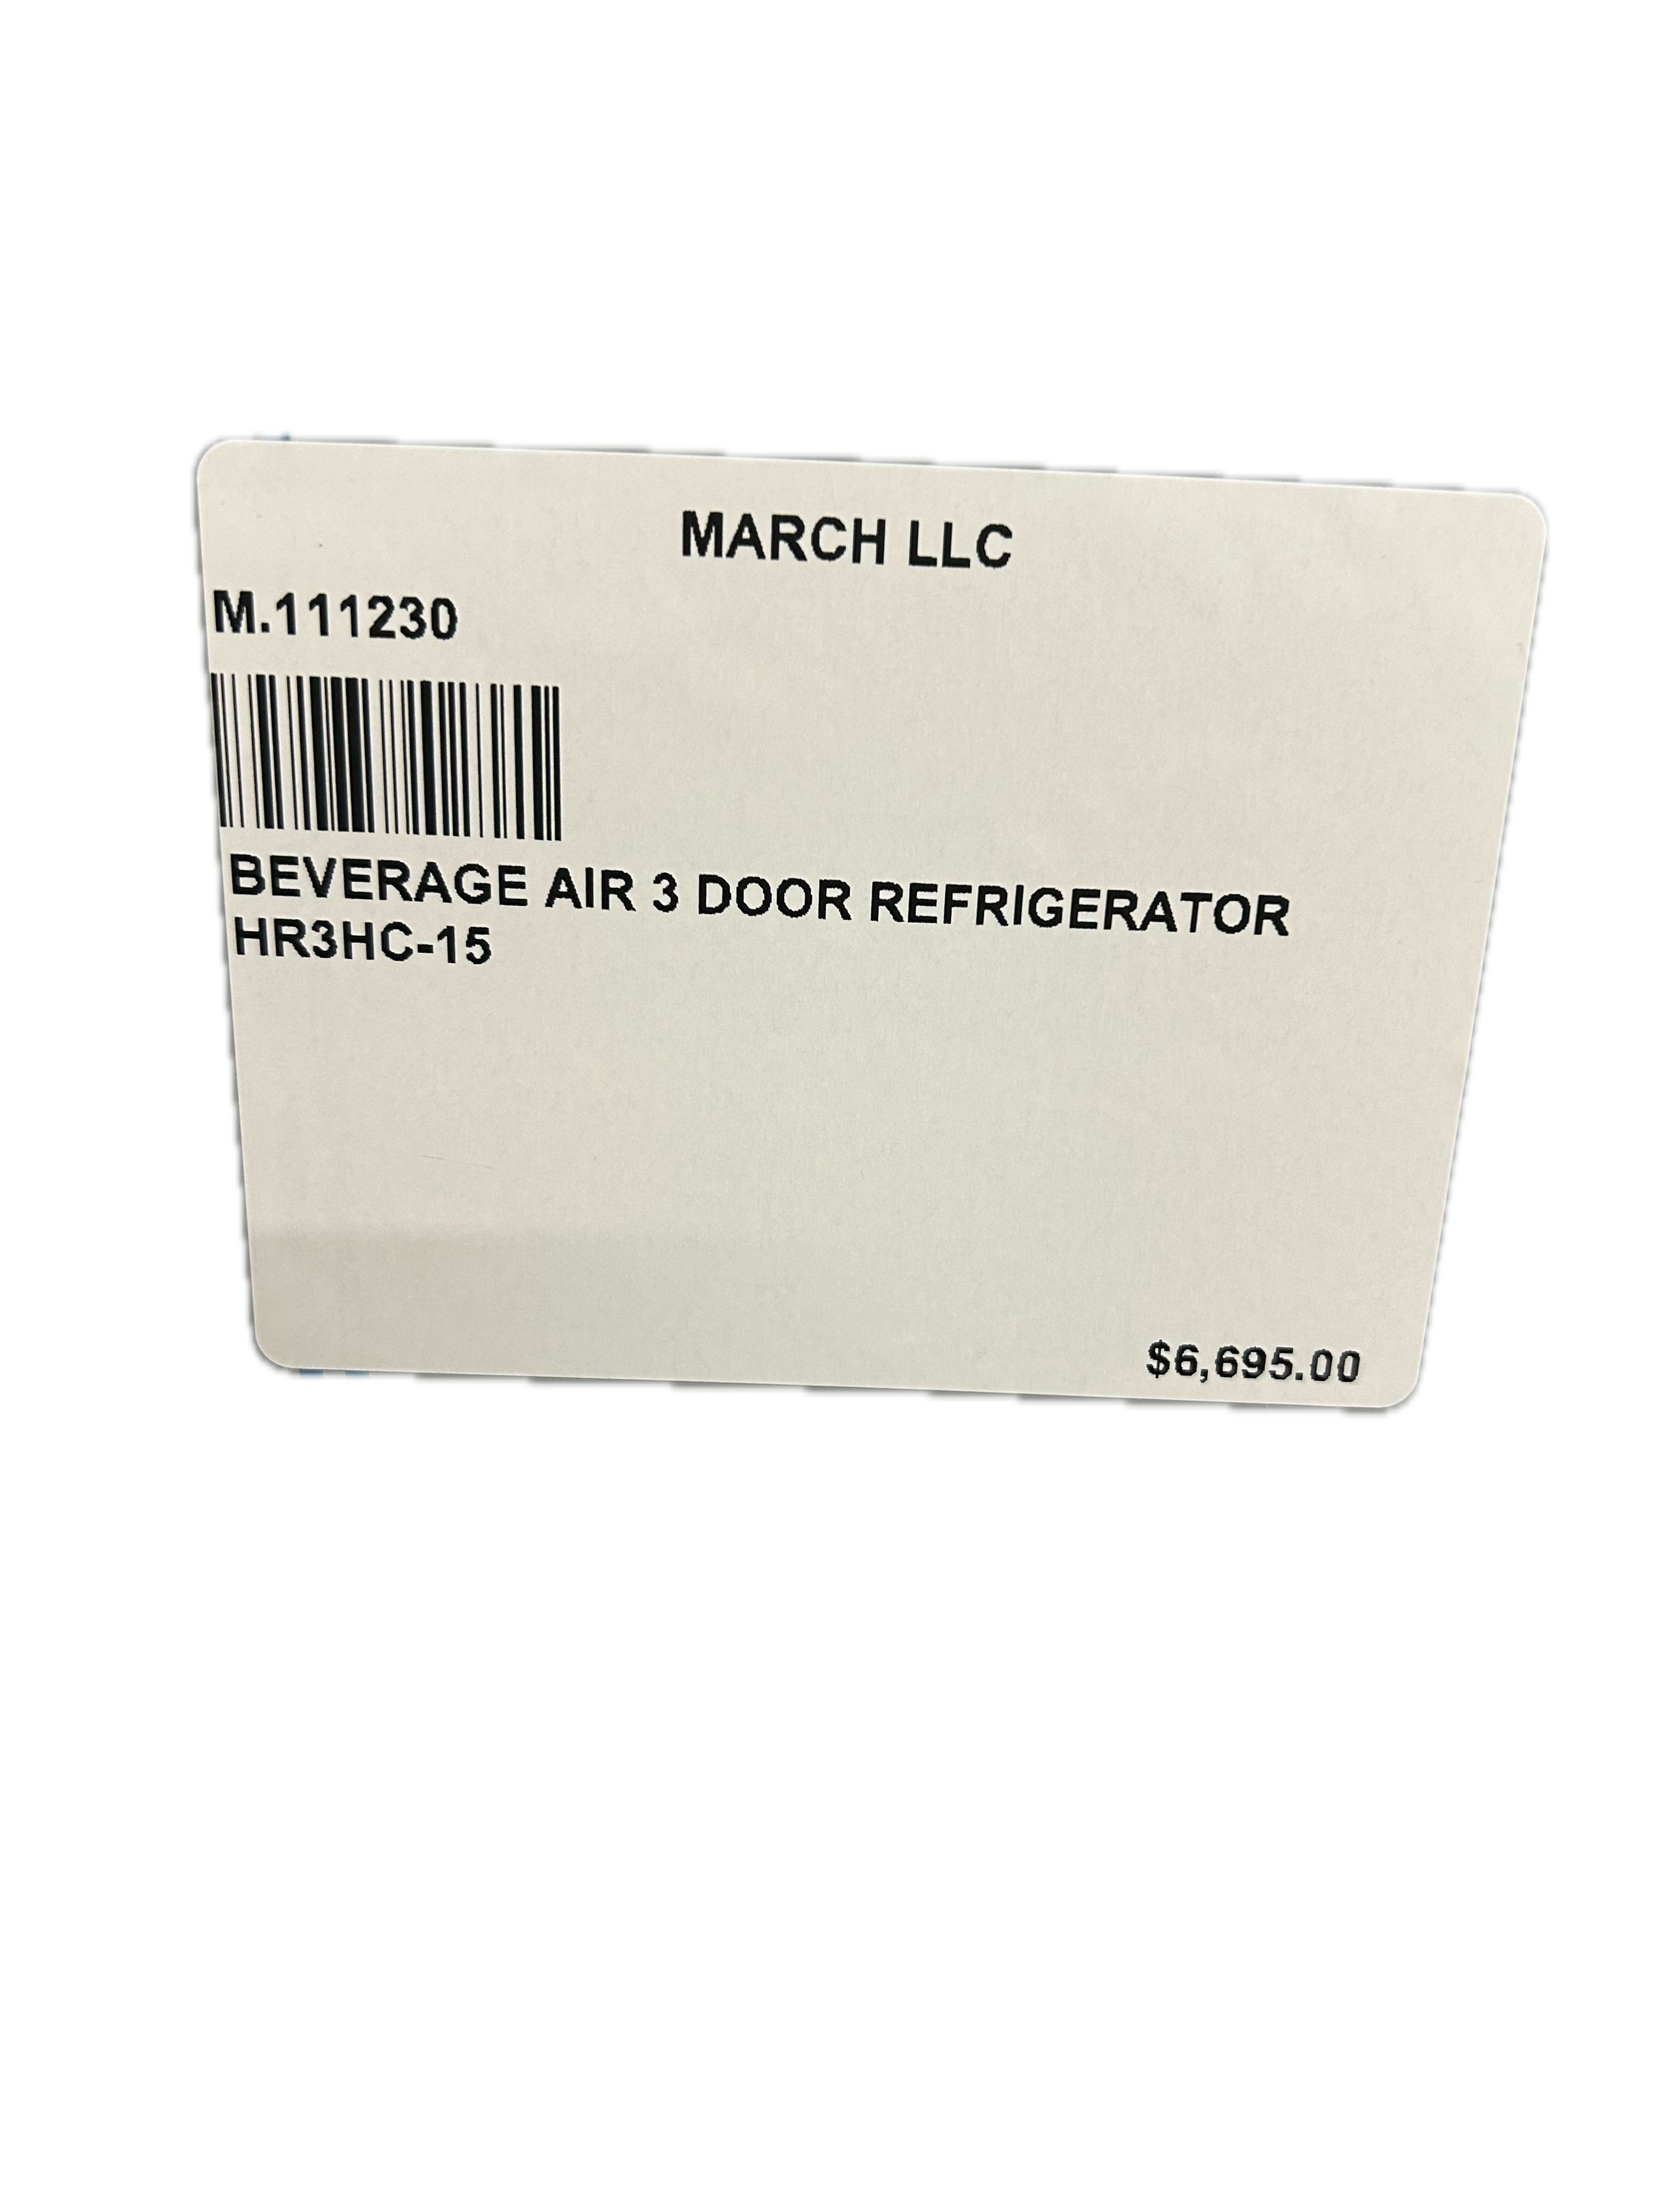 MARCH LLC
M.111230
BEVERAGE AIR 3 DOOR REFRIGERATOR
HR3HC-15
$6,695.00